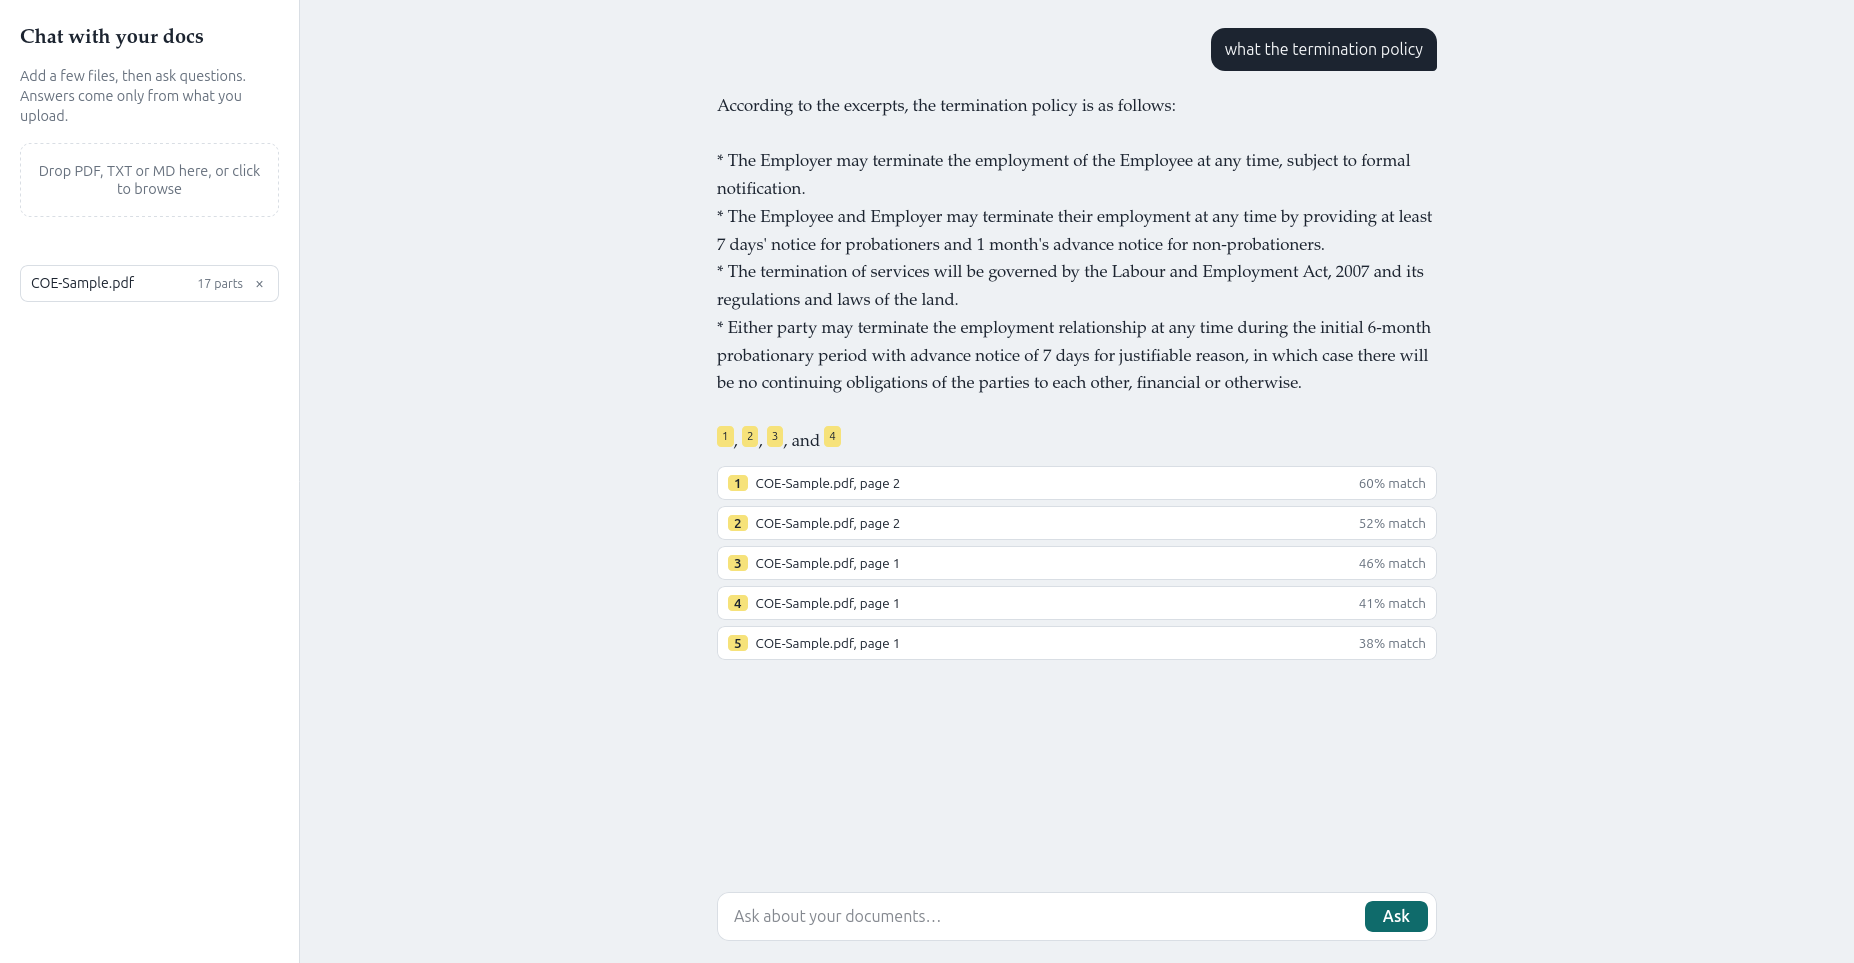 Chat with your docs
Add a few files, then ask questions.
Answers come only from what you
upload.
Drop PDF, TXT or MD here, or click
to browse
COE-Sample.pdf 17 parts ×
what the termination policy
According to the excerpts, the termination policy is as follows:
* The Employer may terminate the employment of the Employee at any time, subject to formal
notification.
* The Employee and Employer may terminate their employment at any time by providing at least
7 days' notice for probationers and 1 month's advance notice for non-probationers.
* The termination of services will be governed by the Labour and Employment Act, 2007 and its
regulations and laws of the land.
* Either party may terminate the employment relationship at any time during the initial 6-month
probationary period with advance notice of 7 days for justifiable reason, in which case there will
be no continuing obligations of the parties to each other, financial or otherwise.
1, 2, 3, and 4
1 COE-Sample.pdf, page 2 60% match
2 COE-Sample.pdf, page 2 52% match
3 COE-Sample.pdf, page 1 46% match
4 COE-Sample.pdf, page 1 41% match
5 COE-Sample.pdf, page 1 38% match
Ask about your documents… Ask